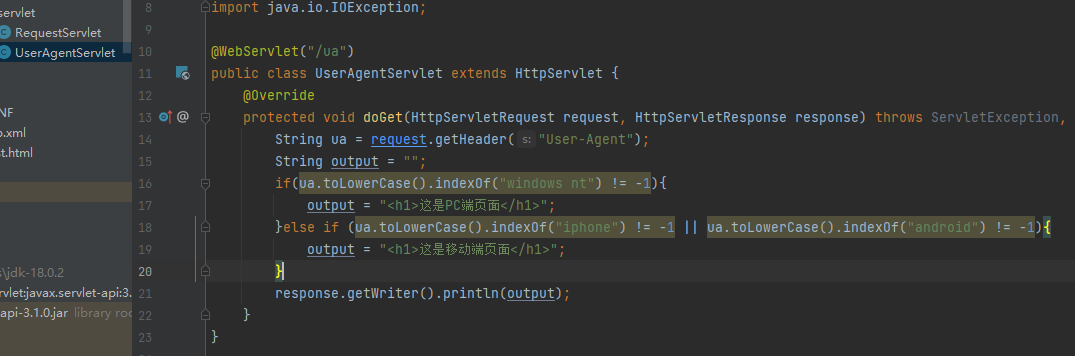 servlet
RequestServlet
UserAgentServlet
NF
o.xml
st.html
s\jdk-18.0.2
rvlet:javax.servlet-api:3.
api-3.1.0.jar library roo
8 import java.io.IOException;
9
10 @WebServlet("/ua")
11 public class UserAgentServlet extends HttpServlet {
12 @Override
13 @ protected void doGet(HttpServletRequest request, HttpServletResponse response) throws ServletException,
14 String ua = request.getHeader( s: "User-Agent");
15 String output = "";
16 if(ua.toLowerCase().indexOf("windows nt") != -1){
17 output = "<h1>这是PC端页面</h1>";
18 }else if (ua.toLowerCase().indexOf("iphone") != -1 || ua.toLowerCase().indexOf("android") != -1){
19 output = "<h1>这是移动端页面</h1>";
20 }
21 response.getWriter().println(output);
22 }
23 }